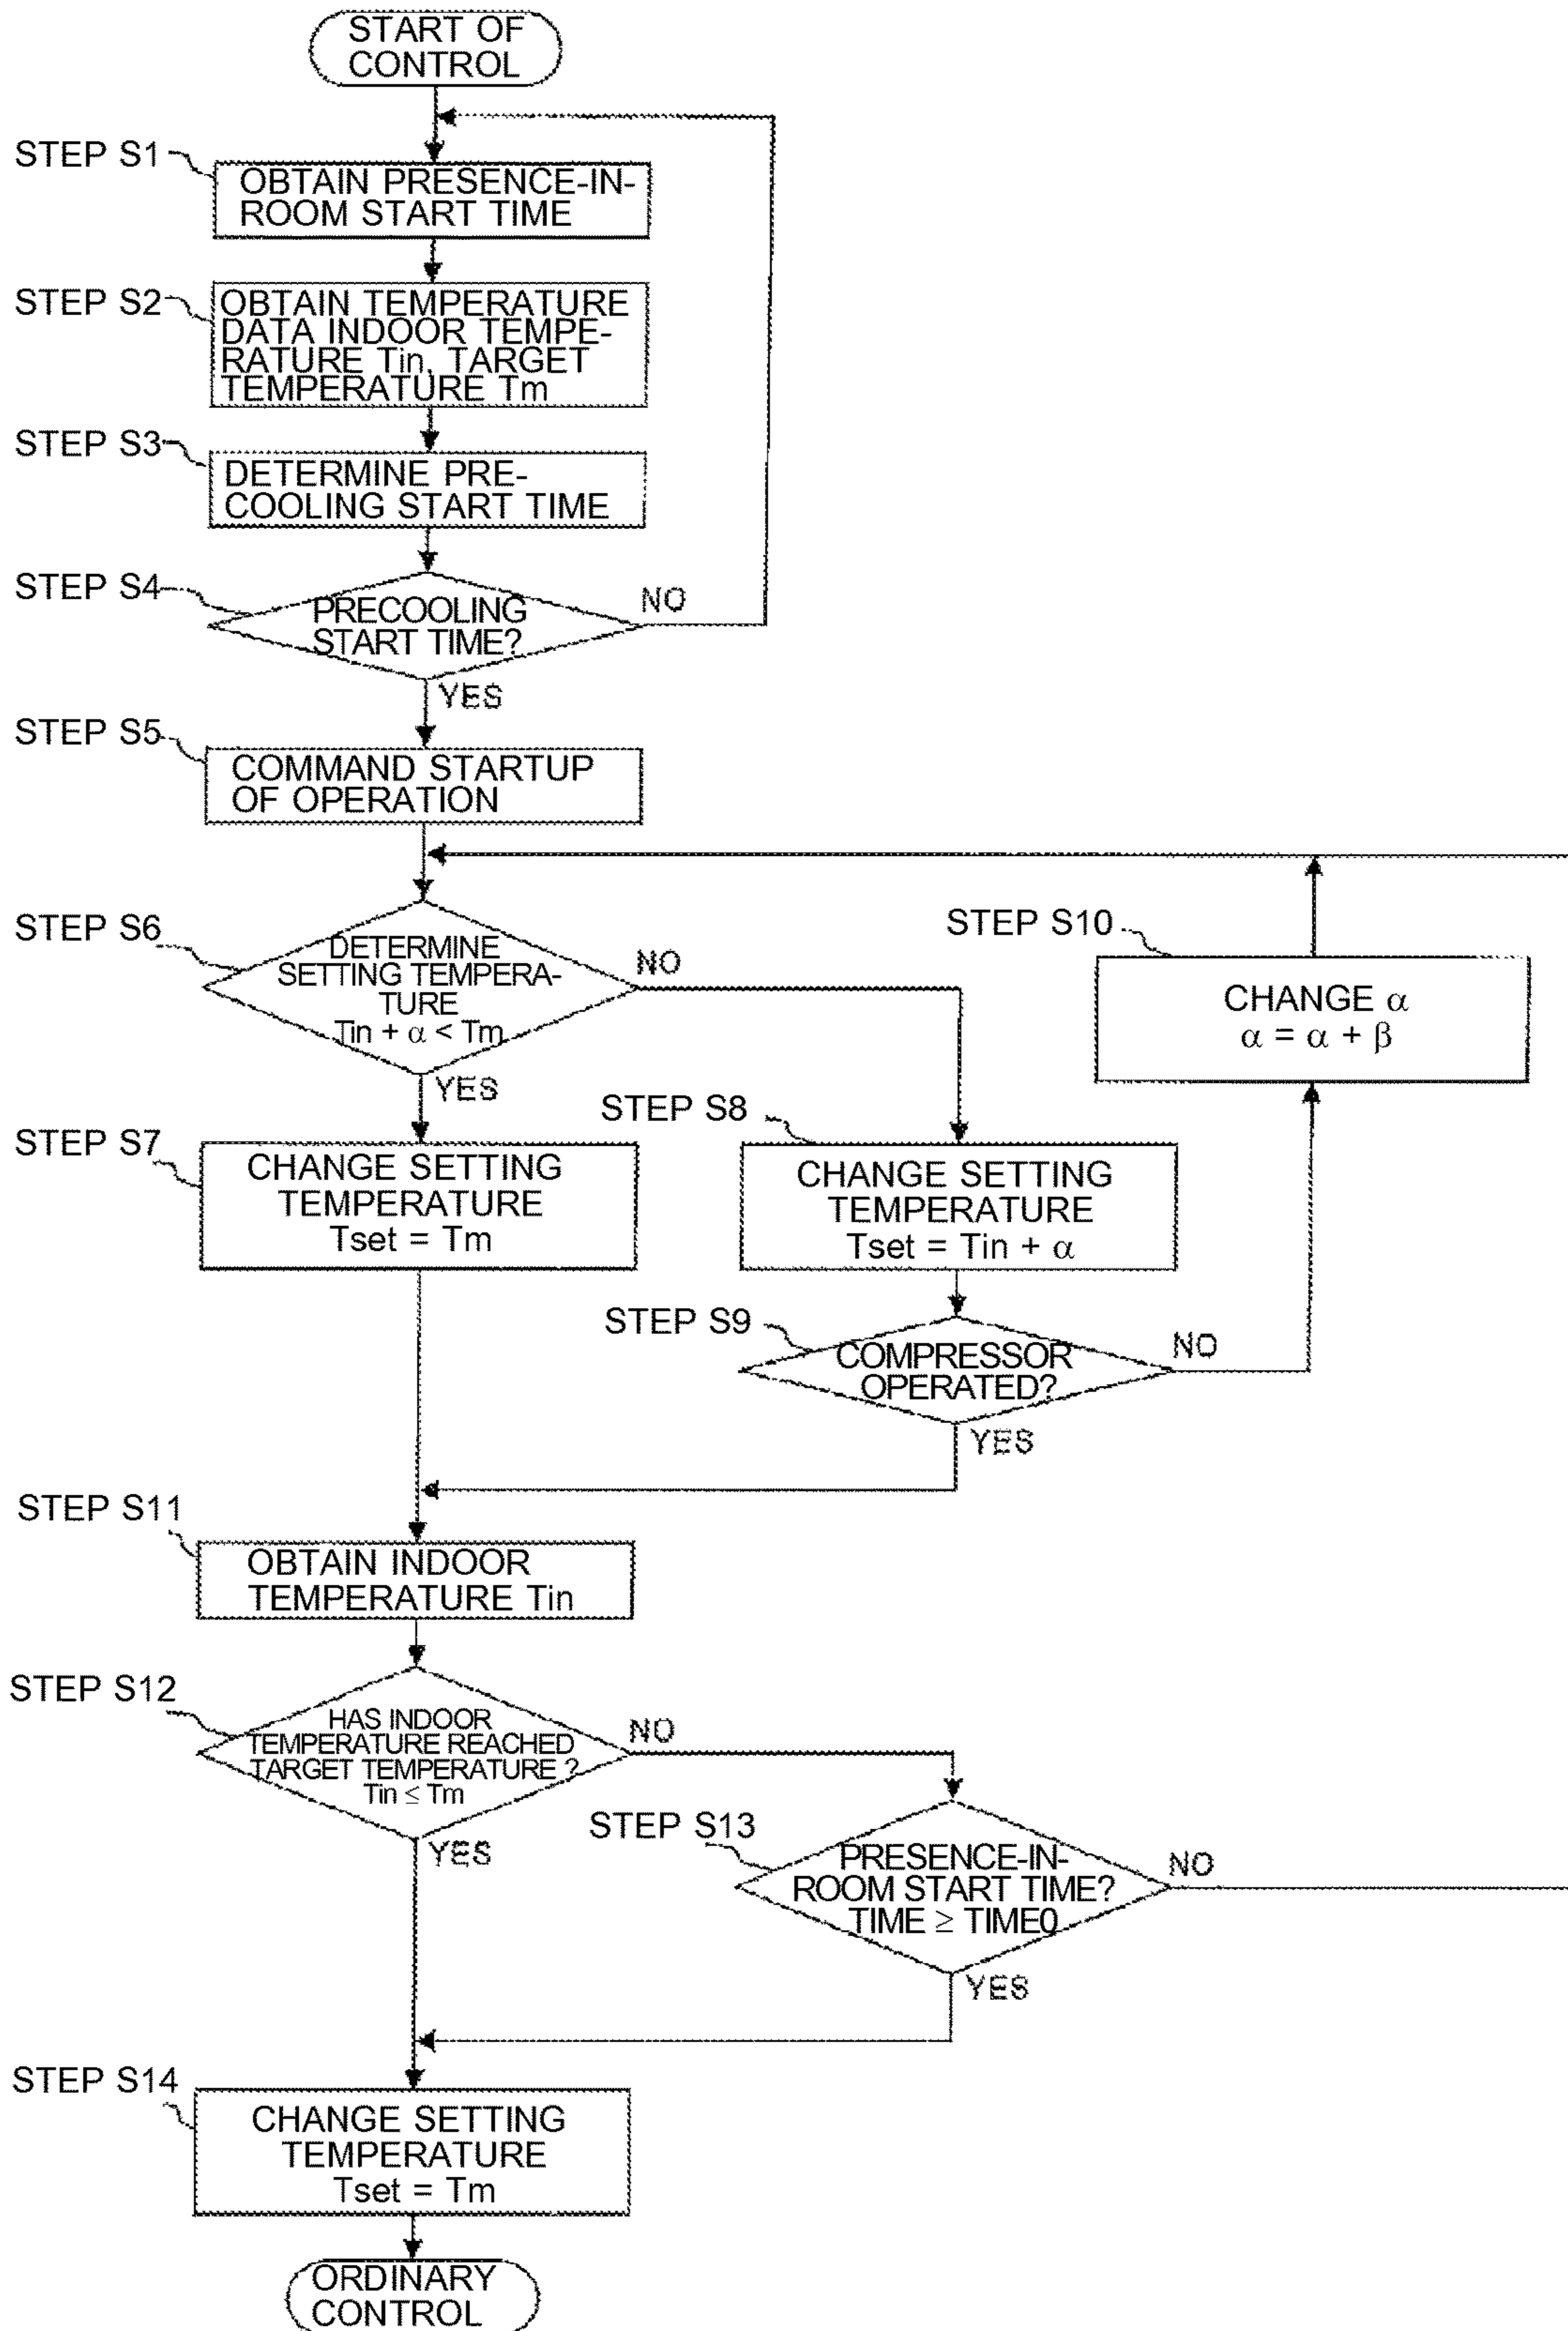 START OF
CONTROL
STEP S1
OBTAIN PRESENCE-IN-
ROOM START TIME
STEP S2
OBTAIN TEMPERATURE
DATA INDOOR TEMPE-
RATURE Tin, TARGET
TEMPERATURE Tm
STEP S3
DETERMINE PRE-
COOLING START TIME
STEP S4
PRECOOLING
START TIME?
NO
YES
STEP S5
COMMAND STARTUP
OF OPERATION
STEP S6
DETERMINE
SETTING TEMPERA-
TURE
Tin + α < Tm
NO
YES
STEP S10
CHANGE α
α = α + β
STEP S7
CHANGE SETTING
TEMPERATURE
Tset = Tm
STEP S8
CHANGE SETTING
TEMPERATURE
Tset = Tin + α
STEP S9
COMPRESSOR
OPERATED?
NO
YES
STEP S11
OBTAIN INDOOR
TEMPERATURE Tin
STEP S12
HAS INDOOR
TEMPERATURE REACHED
TARGET TEMPERATURE ?
Tin ≤ Tm
NO
YES
STEP S13
PRESENCE-IN-
ROOM START TIME?
TIME ≥ TIME0
NO
YES
STEP S14
CHANGE SETTING
TEMPERATURE
Tset = Tm
ORDINARY
CONTROL